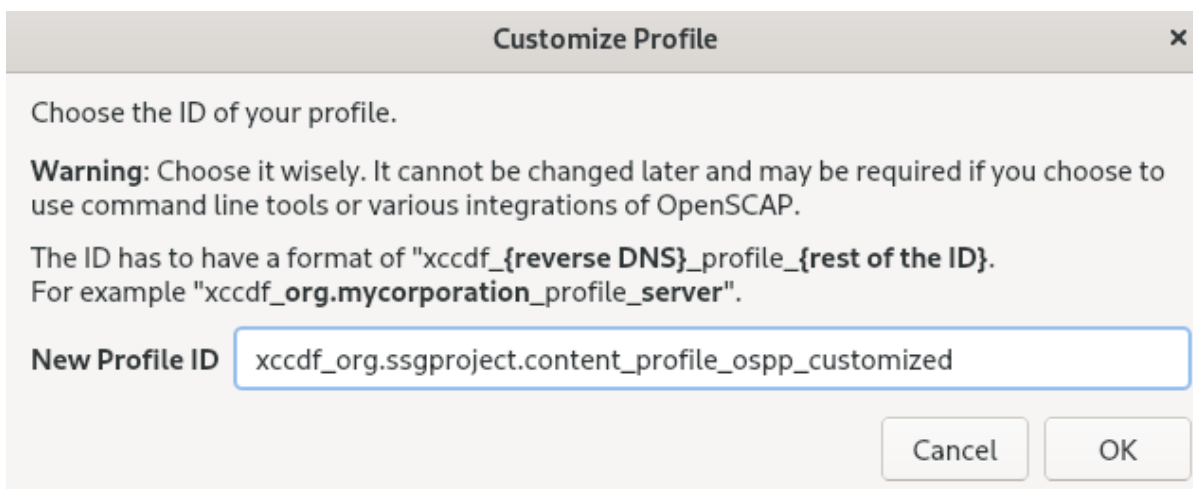 Customize Profile ×
Choose the ID of your profile.
Warning: Choose it wisely. It cannot be changed later and may be required if you choose to
use command line tools or various integrations of OpenSCAP.
The ID has to have a format of "xccdf_{reverse DNS}_profile_{rest of the ID}.
For example "xccdf_org.mycorporation_profile_server".
New Profile ID xccdf_org.ssgproject.content_profile_ospp_customized
Cancel OK